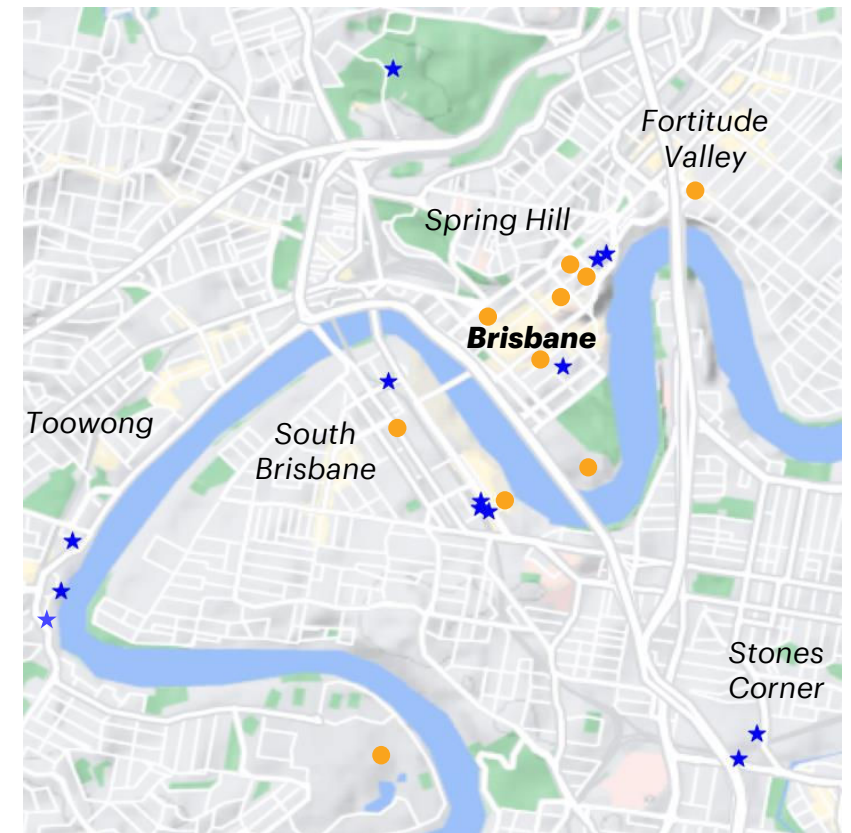 Fortitude
Valley
Spring Hill
Brisbane
Toowong
South
Brisbane
Stones
Corner